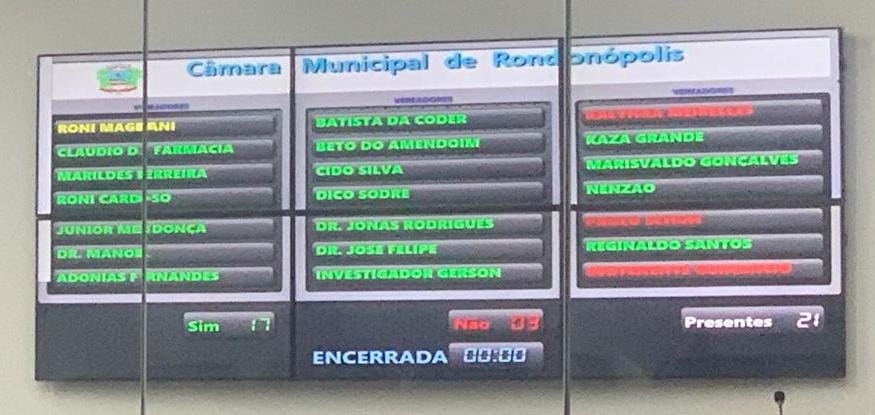 Câmara Municipal de Rondonópolis
VEREADORES VEREADORES VEREADORES
RONI MAGNANI
CLAUDIO DA FARMACIA
MARILDES FERREIRA
RONI CARDOSO
JUNIOR MENDONÇA
DR. MANOEL
ADONIAS FERNANDES
BATISTA DA CODER
BETO DO AMENDOIM
CIDO SILVA
DICO SODRE
DR. JONAS RODRIGUES
DR. JOSE FELIPE
INVESTIGADOR GERSON
KAZA GRANDE
MARISVALDO GONÇALVES
NENZAO
REGINALDO SANTOS
Sim 17
Não 03
Presentes 21
ENCERRADA 00:00